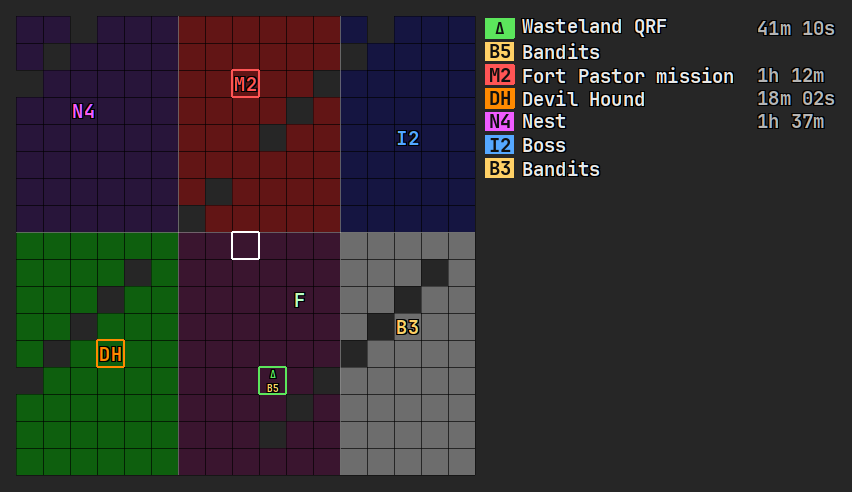 Δ Wasteland QRF 41m 10s
B5 Bandits
M2 Fort Pastor mission 1h 12m
DH Devil Hound 18m 02s
N4 Nest 1h 37m
I2 Boss
B3 Bandits
M2
N4
I2
F
B3
DH
Δ
B5